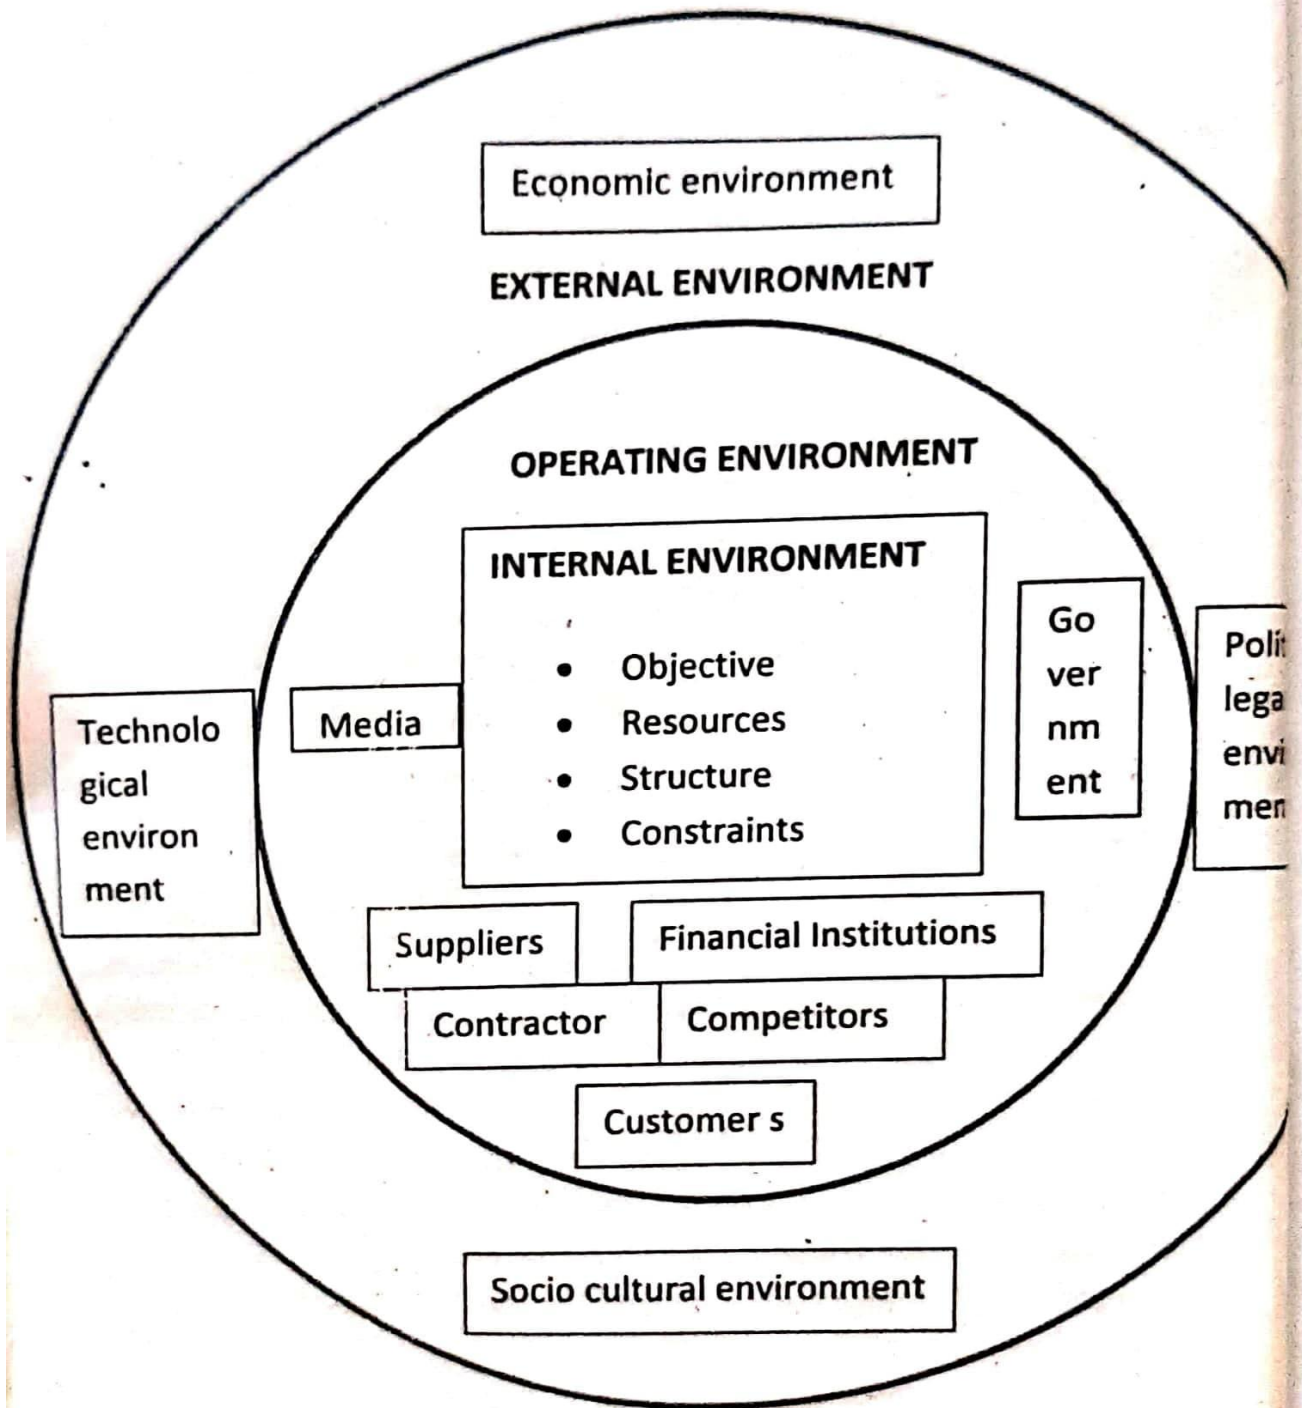 Economic environment
EXTERNAL ENVIRONMENT
OPERATING ENVIRONMENT
INTERNAL ENVIRONMENT
• Objective
• Resources
• Structure
• Constraints
Media
Go
ver
nm
ent
Technolo
gical
environ
ment
Suppliers
Financial Institutions
Contractor
Competitors
Customer s
Socio cultural environment